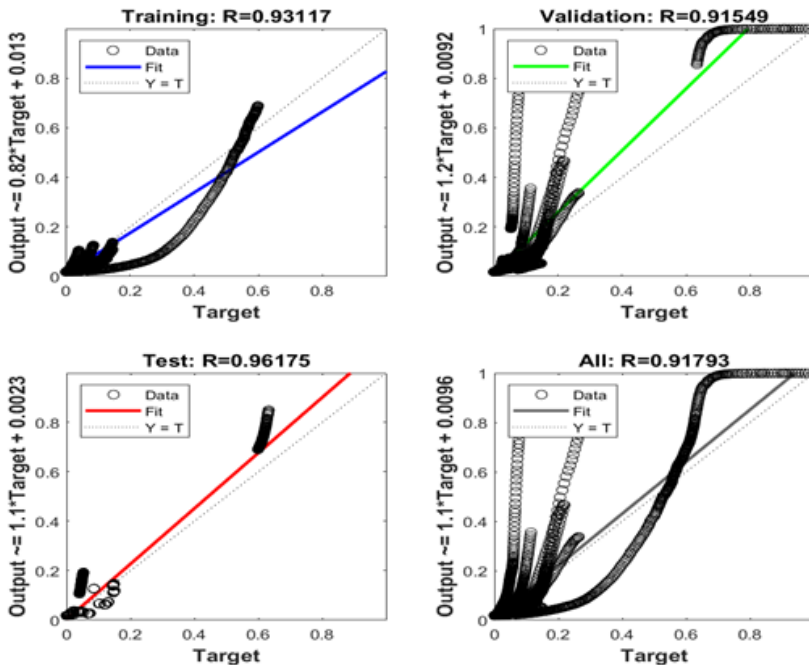 Training: R=0.93117
Output ~= 0.82*Target + 0.013
Data
Fit
Y = T
0.8
0.6
0.4
0.2
0
0
0.2
0.4
0.6
0.8
Target
Validation: R=0.91549
Output ~= 1.2*Target + 0.0092
Data
Fit
Y = T
1
0.8
0.6
0.4
0.2
0.2
0.4
0.6
0.8
Target
Test: R=0.96175
Output ~= 1.1*Target + 0.0023
Data
Fit
Y = T
0.8
0.6
0.4
0.2
0
0
0.2
0.4
0.6
0.8
Target
All: R=0.91793
Output ~= 1.1*Target + 0.0096
Data
Fit
Y = T
1
0.8
0.6
0.4
0.2
0.2
0.4
0.6
0.8
Target